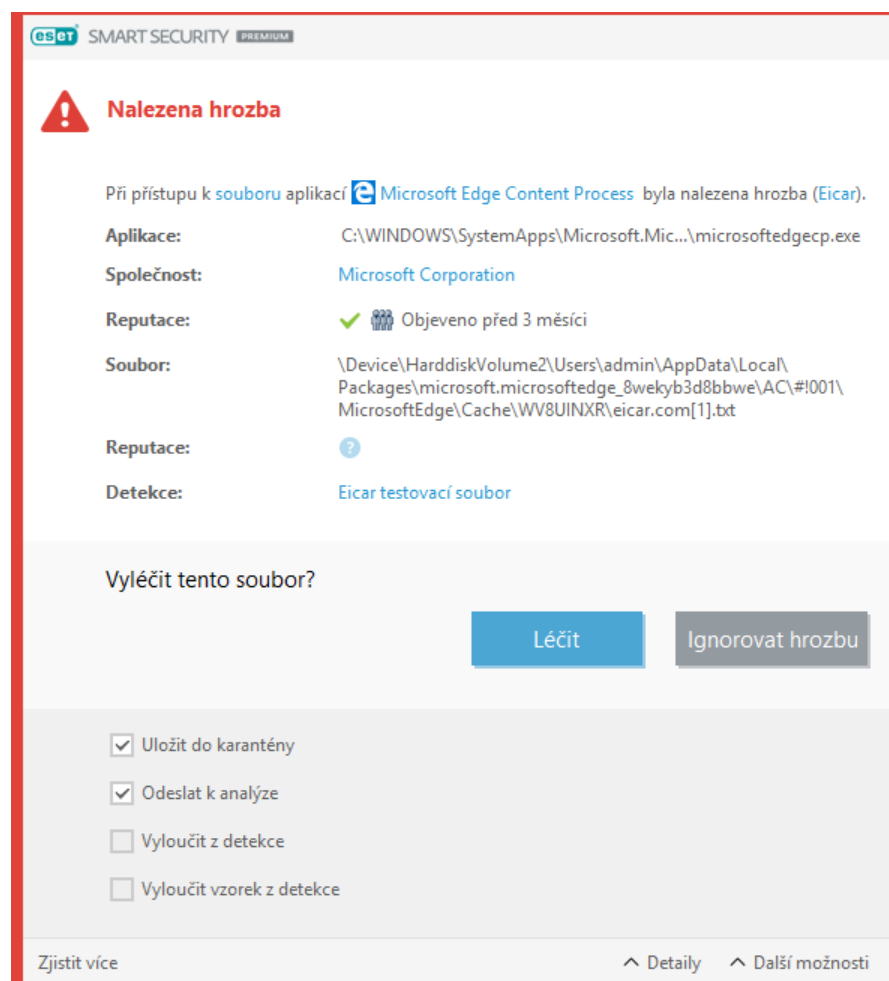 eset SMART SECURITY PREMIUM
Nalezena hrozba
Při přístupu k souboru aplikací Microsoft Edge Content Process byla nalezena hrozba (Eicar).
Aplikace: C:\WINDOWS\SystemApps\Microsoft.Mic...\microsoftedgecp.exe
Společnost: Microsoft Corporation
Reputace: Objeveno před 3 měsíci
Soubor: \Device\HarddiskVolume2\Users\admin\AppData\Local\
Packages\microsoft.microsoftedge_8wekyb3d8bbwe\AC\#!001\
MicrosoftEdge\Cache\WV8UINXR\eicar.com[1].txt
Reputace: ?
Detekce: Eicar testovací soubor
Vyléčit tento soubor?
Léčit Ignorovat hrozbu
Uložit do karantény
Odeslat k analýze
Vyloučit z detekce
Vyloučit vzorek z detekce
Zjistit více Detaily Další možnosti